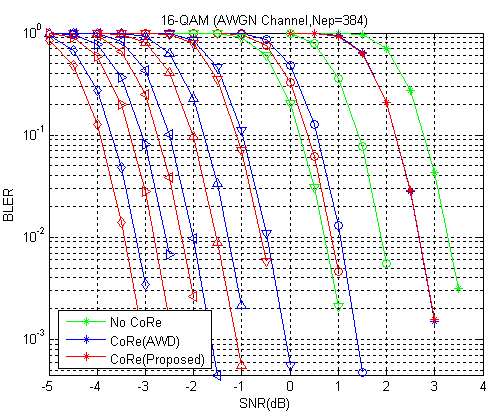 16-QAM (AWGN Channel,Nep=384)
10^0
10^-1
10^-2
10^-3
BLER
No CoRe
CoRe(AWD)
CoRe(Proposed)
-5 -4 -3 -2 -1 0 1 2 3 4
SNR(dB)